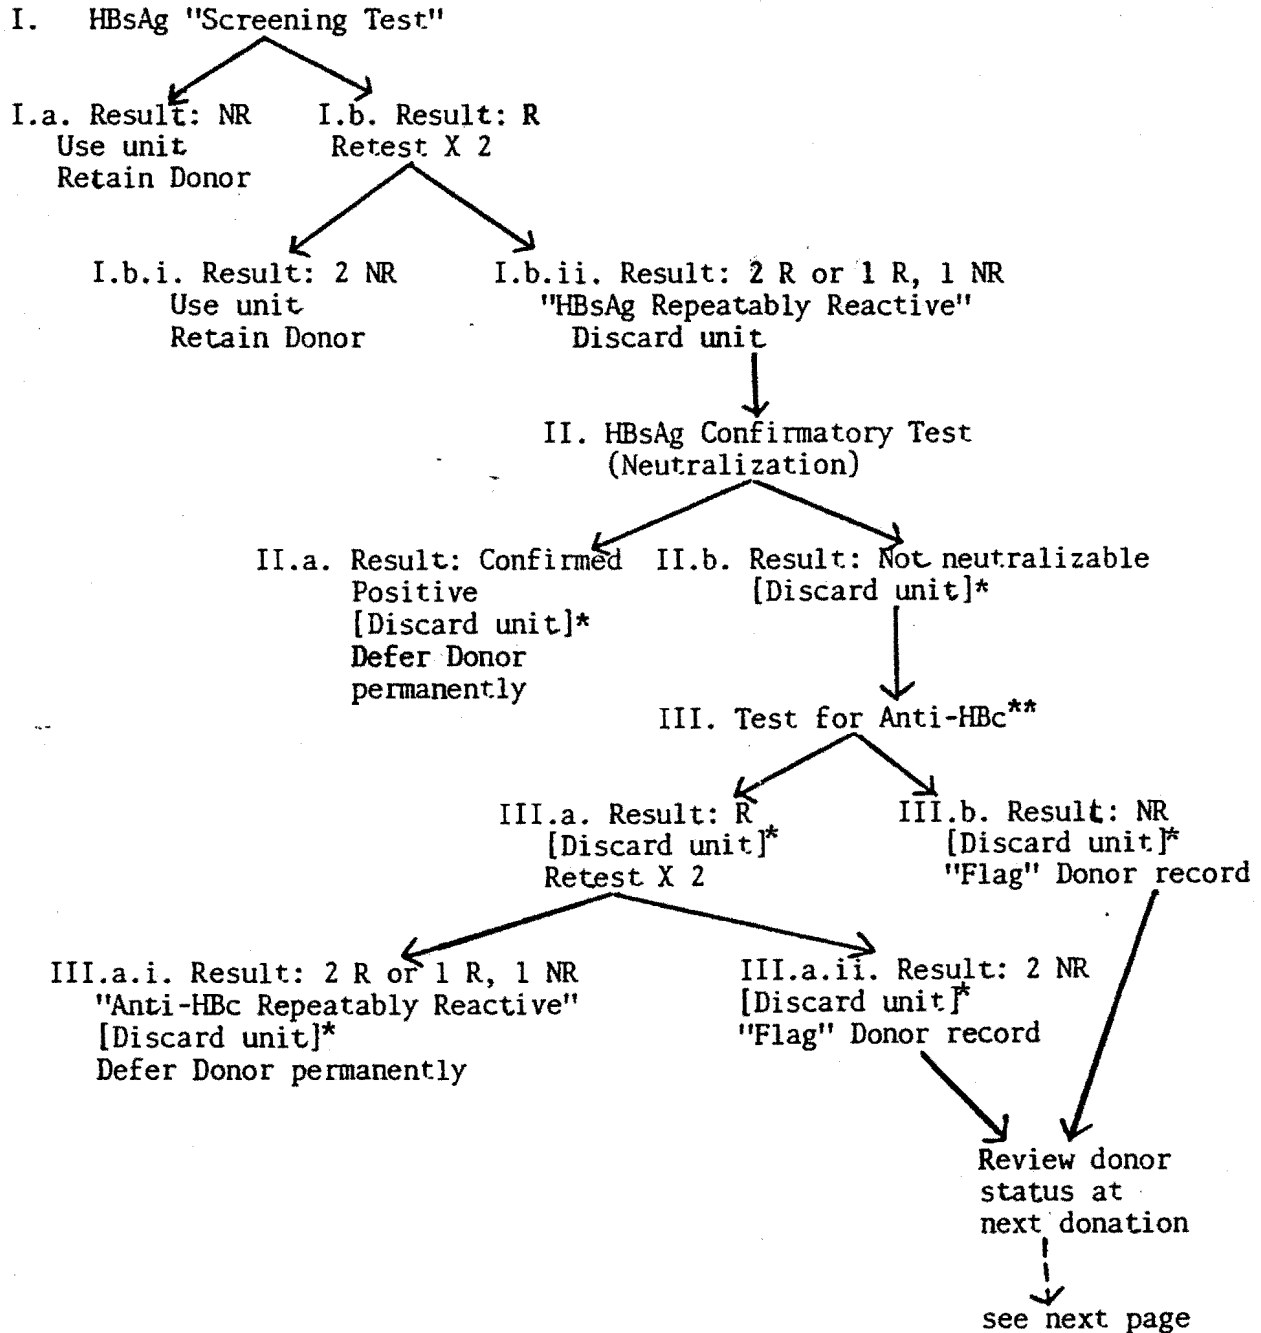 I. HBsAg "Screening Test"
I.a. Result: NR
Use unit
Retain Donor
I.b. Result: R
Retest X 2
I.b.i. Result: 2 NR
Use unit
Retain Donor
I.b.ii. Result: 2 R or 1 R, 1 NR
"HBsAg Repeatably Reactive"
Discard unit
II. HBsAg Confirmatory Test
(Neutralization)
II.a. Result: Confirmed
Positive
[Discard unit]*
Defer Donor
permanently
II.b. Result: Not neutralizable
[Discard unit]*
III. Test for Anti-HBc**
III.a. Result: R
[Discard unit]*
Retest X 2
III.b. Result: NR
[Discard unit]*
"Flag" Donor record
III.a.i. Result: 2 R or 1 R, 1 NR
"Anti-HBc Repeatably Reactive"
[Discard unit]*
Defer Donor permanently
III.a.ii. Result: 2 NR
[Discard unit]*
"Flag" Donor record
Review donor
status at
next donation
see next page